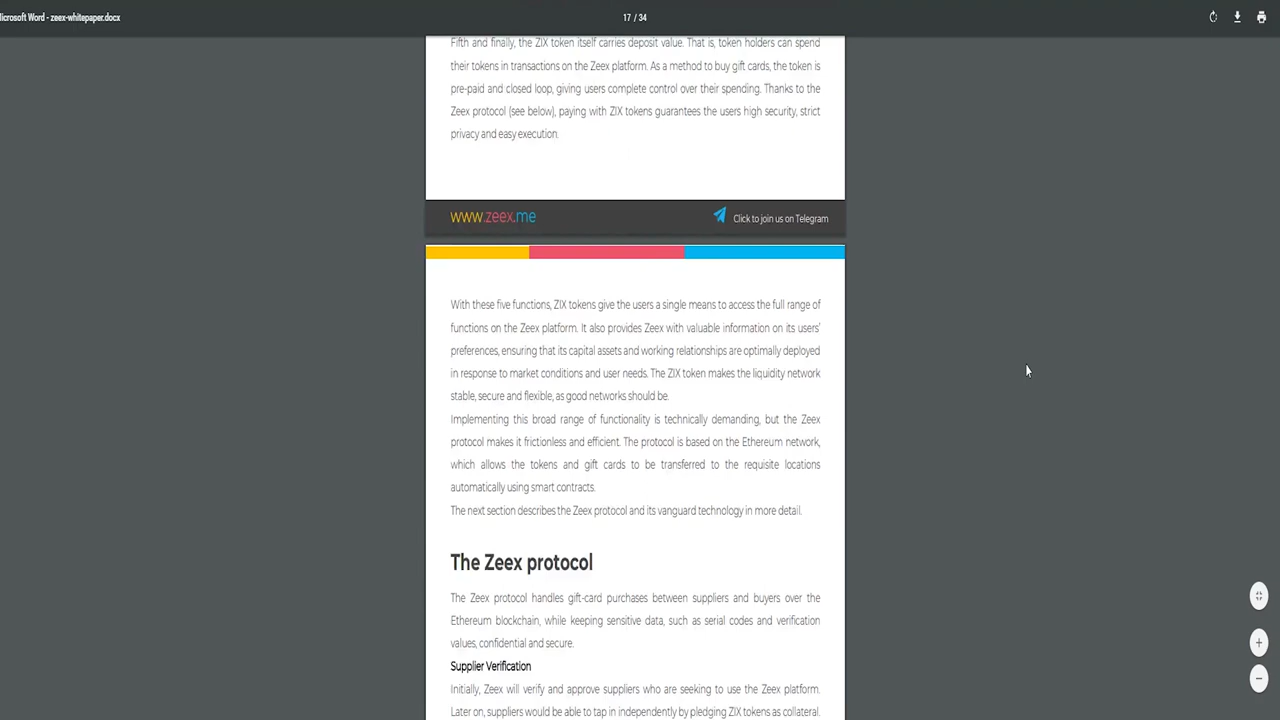 Microsoft Word - zeex-whitepaper.docx
17 / 34
Fifth and finally, the ZIX token itself carries deposit value. That is, token holders can spend
their tokens in transactions on the Zeex platform. As a method to buy gift cards, the token is
pre-paid and closed loop, giving users complete control over their spending. Thanks to the
Zeex protocol (see below), paying with ZIX tokens guarantees the users high security, strict
privacy and easy execution.
www.zeex.me
Click to join us on Telegram
With these five functions, ZIX tokens give the users a single means to access the full range of
functions on the Zeex platform. It also provides Zeex with valuable information on its users'
preferences, ensuring that its capital assets and working relationships are optimally deployed
in response to market conditions and user needs. The ZIX token makes the liquidity network
stable, secure and flexible, as good networks should be.
Implementing this broad range of functionality is technically demanding, but the Zeex
protocol makes it frictionless and efficient. The protocol is based on the Ethereum network,
which allows the tokens and gift cards to be transferred to the requisite locations
automatically using smart contracts.
The next section describes the Zeex protocol and its vanguard technology in more detail.
The Zeex protocol
The Zeex protocol handles gift-card purchases between suppliers and buyers over the
Ethereum blockchain, while keeping sensitive data, such as serial codes and verification
values, confidential and secure.
Supplier Verification
Initially, Zeex will verify and approve suppliers who are seeking to use the Zeex platform.
Later on, suppliers would be able to tap in independently by pledging ZIX tokens as collateral.